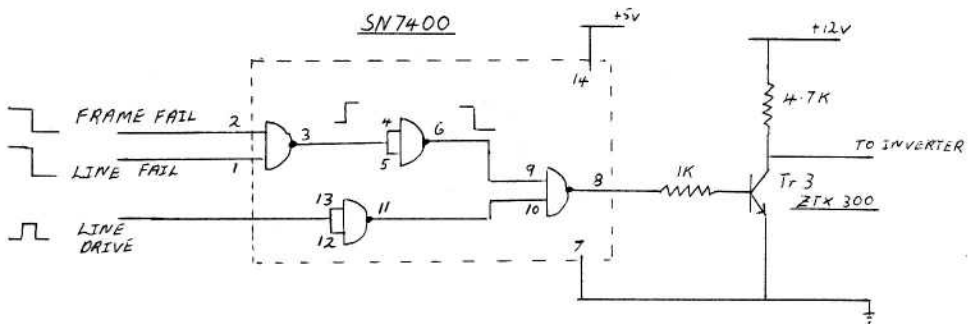 SN7400
+5V
+12V
14
4.7K
FRAME FAIL
2
3
4
6
5
TO INVERTER
LINE FAIL
1
9
8
1K
Tr 3
10
ZTX 300
13
11
LINE
DRIVE
12
7